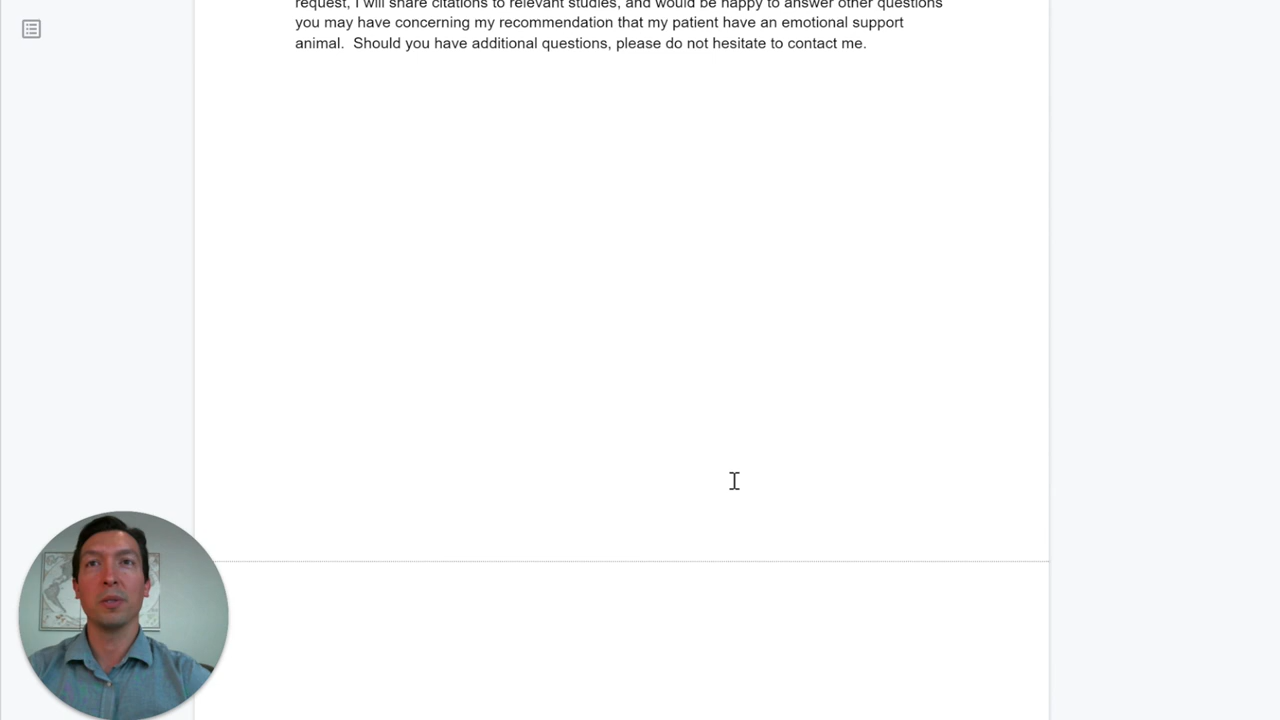 request, I will share citations to relevant studies, and would be happy to answer other questions
you may have concerning my recommendation that my patient have an emotional support
animal.  Should you have additional questions, please do not hesitate to contact me.